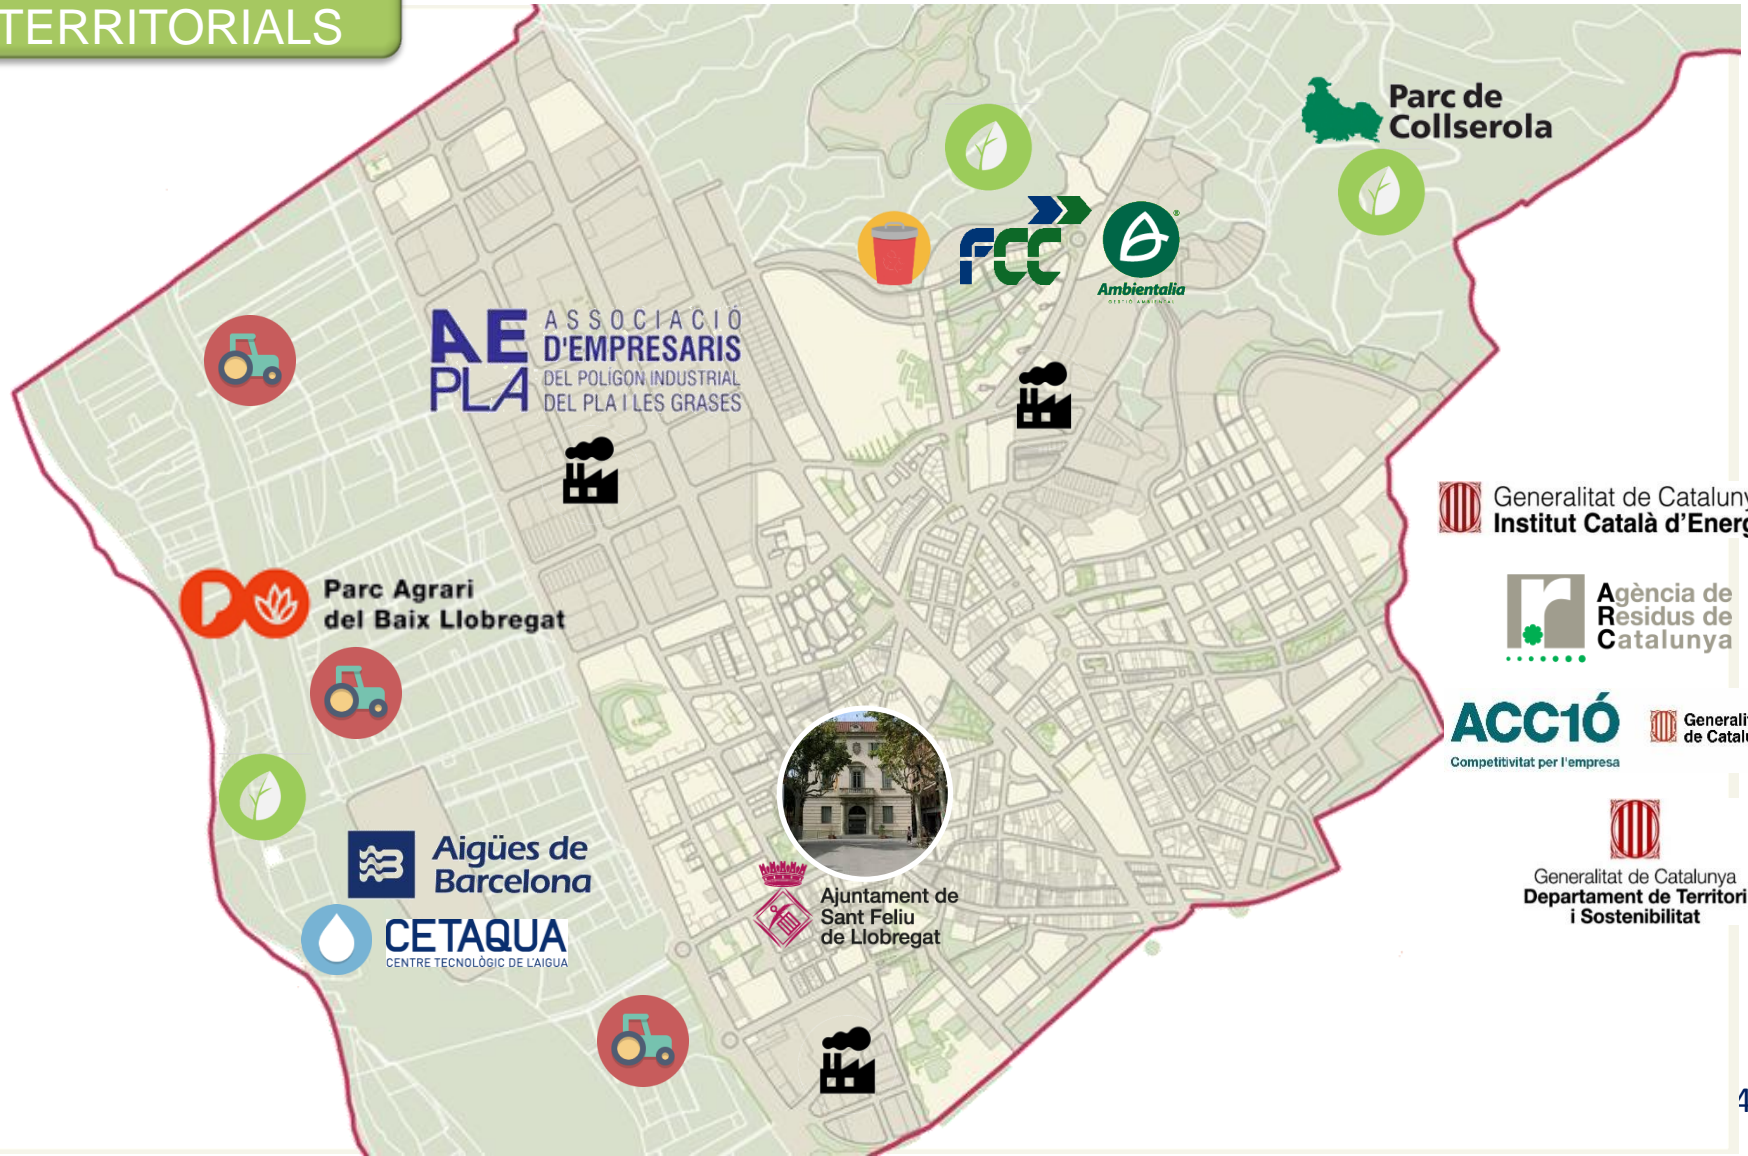 TERRITORIALS
Parc de
Collserola
FCC
Ambientalia
GESTIÓ AMBIENTAL
AE
PLA
ASSOCIACIÓ
D'EMPRESARIS
DEL POLÍGON INDUSTRIAL
DEL PLA I LES GRASES
Generalitat de Cataluny
Institut Català d'Energ
Parc Agrari
del Baix Llobregat
r
Agència de
Residus de
Catalunya
ACC1Ó
Competitivitat per l'empresa
Generali
de Catalu
Aigües de
Barcelona
Ajuntament de
Sant Feliu
de Llobregat
Generalitat de Catalunya
Departament de Territori
i Sostenibilitat
CETAQUA
CENTRE TECNOLÒGIC DE L'AIGUA
4